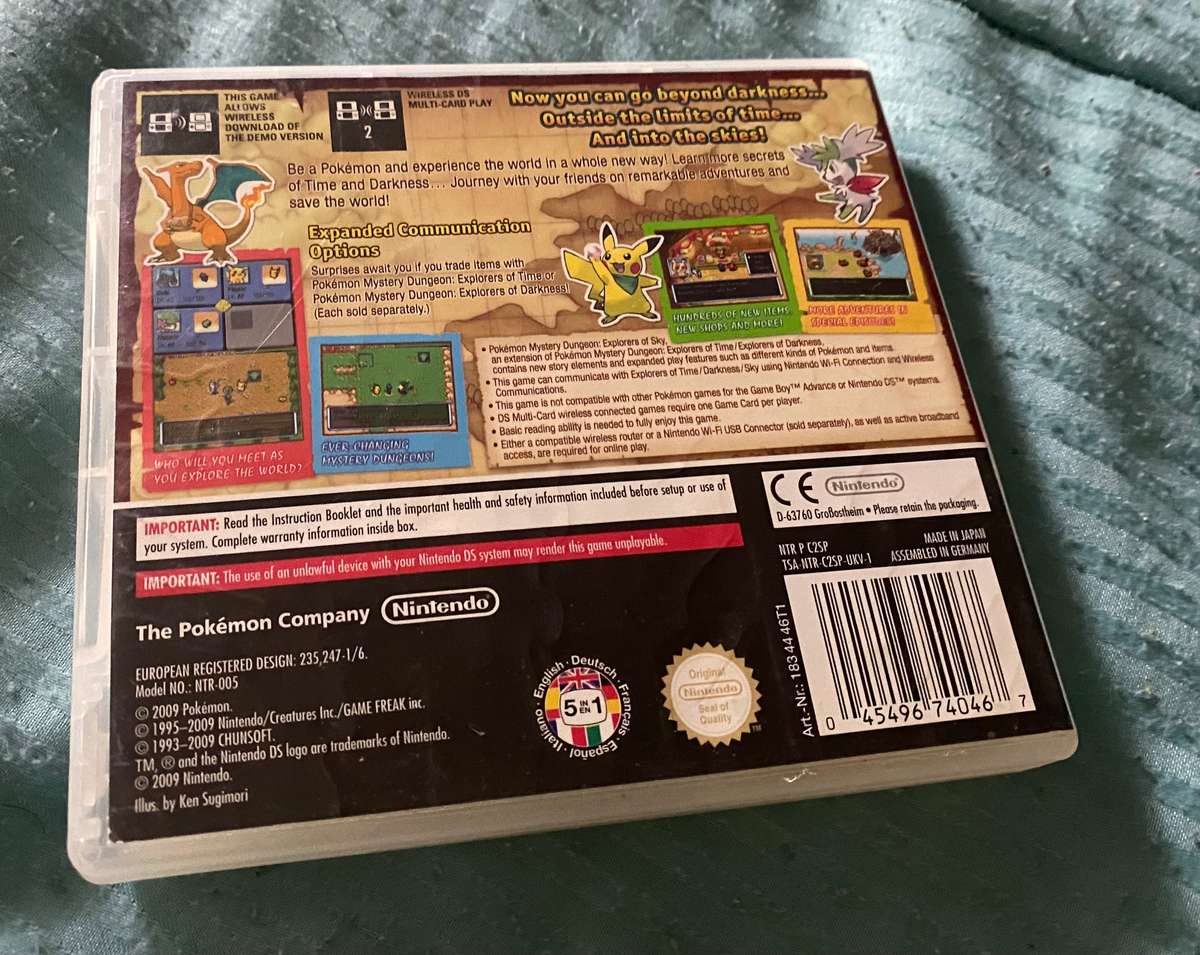 THIS GAME
ALLOWS
WIRELESS
DOWNLOAD OF
THE DEMO VERSION
2
WIRELESS DS
MULTI-CARD PLAY
Now you can go beyond darkness...
Outside the limits of time...
And into the skies!
Be a Pokémon and experience the world in a whole new way! Learn more secrets
of Time and Darkness... Journey with your friends on remarkable adventures and
save the world!
Expanded Communication
Options
Surprises await you if you trade items with
Pokémon Mystery Dungeon: Explorers of Time or
Pokémon Mystery Dungeon: Explorers of Darkness!
(Each sold separately.)
HUNDREDS OF NEW ITEMS,
NEW SHOPS AND MORE!
MORE ADVENTURES IN
SPECIAL EPISODES!
WHO WILL YOU MEET AS
YOU EXPLORE THE WORLD?
EVER-CHANGING
MYSTERY DUNGEONS!
• Pokémon Mystery Dungeon: Explorers of Sky,
an extension of Pokémon Mystery Dungeon: Explorers of Time/Explorers of Darkness,
contains new story elements and expanded play features such as different kinds of Pokémon and items.
• This game can communicate with Explorers of Time/Darkness/Sky using Nintendo Wi-Fi Connection and Wireless
Communications.
• This game is not compatible with other Pokémon games for the Game Boy™ Advance or Nintendo DS™ systems.
• DS Multi-Card wireless connected games require one Game Card per player.
• Basic reading ability is needed to fully enjoy this game.
• Either a compatible wireless router or a Nintendo Wi-Fi USB Connector (sold separately), as well as active broadband
access, are required for online play.
IMPORTANT: Read the Instruction Booklet and the important health and safety information included before setup or use of
your system. Complete warranty information inside box.
IMPORTANT: The use of an unlawful device with your Nintendo DS system may render this game unplayable.
CE Nintendo
D-63760 Großostheim • Please retain the packaging.
NTR P C2SP
TSA-NTR-C2SP-UKV-1
MADE IN JAPAN
ASSEMBLED IN GERMANY
The Pokémon Company Nintendo
EUROPEAN REGISTERED DESIGN: 235,247-1/6.
Model NO.: NTR-005
© 2009 Pokémon.
© 1995–2009 Nintendo/Creatures Inc./GAME FREAK inc.
© 1993–2009 CHUNSOFT.
TM, ® and the Nintendo DS logo are trademarks of Nintendo.
© 2009 Nintendo.
Illus. by Ken Sugimori
English · Deutsch · Français · Español · Italiano ·
5 IN EN 1
Original
Nintendo
Seal of
Quality
TM
Art.-Nr.: 18344 46T1
0 45496 74046 7